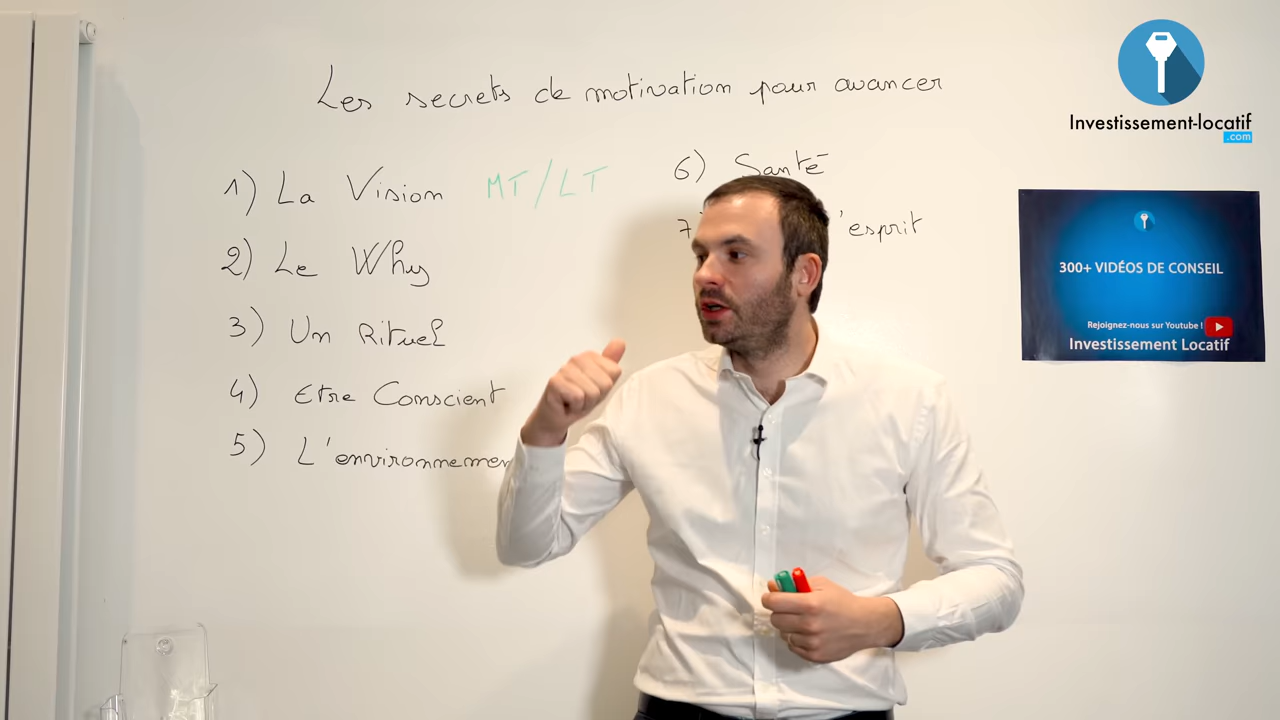 Les secrets de motivation pour avancer
1) La Vision MT/LT
2) Le Why
3) Un Rituel
4) Etre Conscient
5) L'environnemen
6) Santé
7) 'esprit
Investissement-locatif
.com
300+ VIDÉOS DE CONSEIL
Rejoignez-nous sur Youtube !
Investissement Locatif